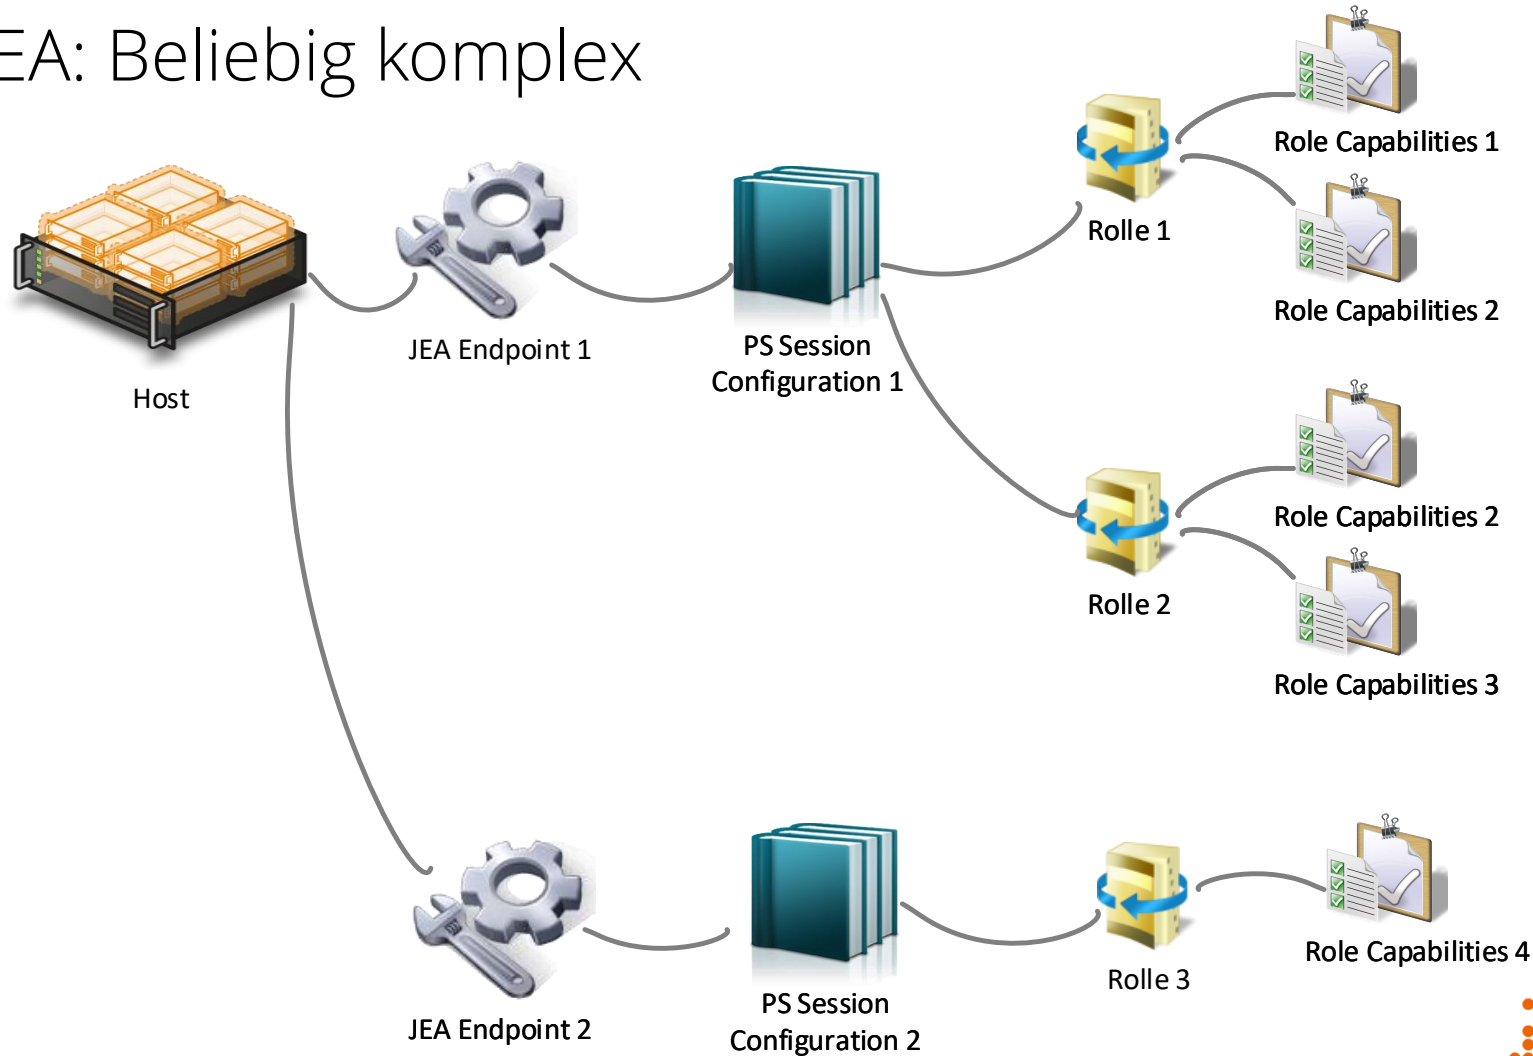 EA: Beliebig komplex
Role Capabilities 1
Rolle 1
Role Capabilities 2
JEA Endpoint 1
PS Session
Configuration 1
Host
Role Capabilities 2
Rolle 2
Role Capabilities 3
Role Capabilities 4
Rolle 3
JEA Endpoint 2
PS Session
Configuration 2